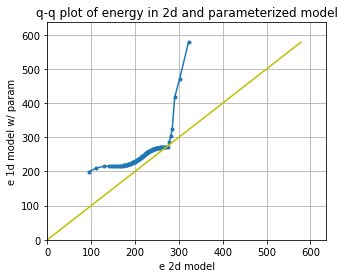 q-q plot of energy in 2d and parameterized model
600
500
400
300
200
100
0
e 1d model w/ param
0 100 200 300 400 500 600
e 2d model